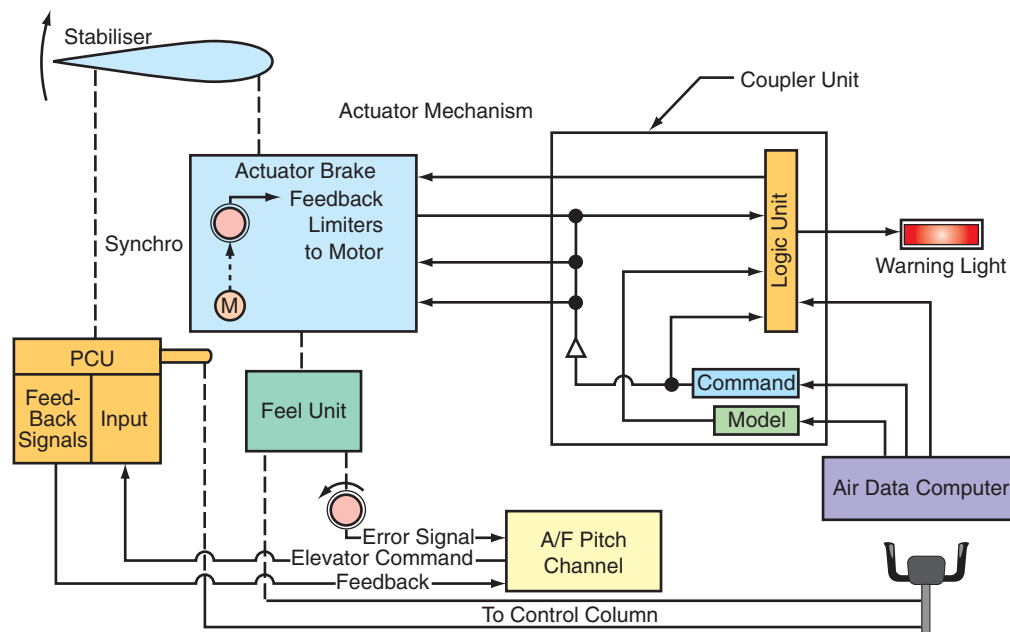 Stabiliser
Coupler Unit
Actuator Mechanism
Actuator Brake
Feedback
Limiters
to Motor
Synchro
M
Logic Unit
Warning Light
PCU
Feed-
Back
Signals
Input
Feel Unit
Command
Model
Air Data Computer
Error Signal
Elevator Command
Feedback
A/F Pitch
Channel
To Control Column